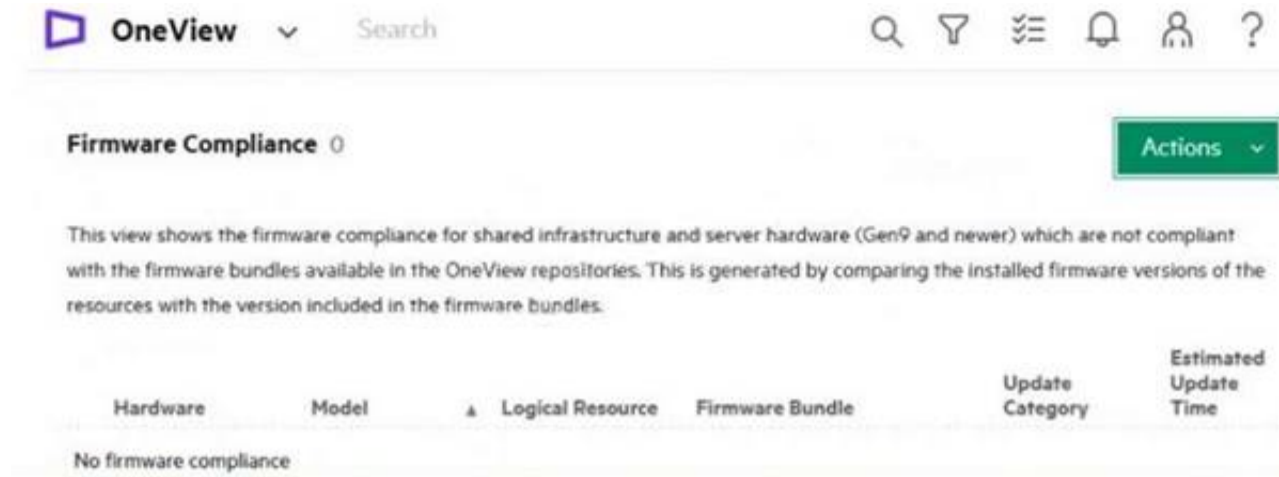 OneView Search
Firmware Compliance 0
Actions
This view shows the firmware compliance for shared infrastructure and server hardware (Gen9 and newer) which are not compliant
with the firmware bundles available in the OneView repositories. This is generated by comparing the installed firmware versions of the
resources with the version included in the firmware bundles.
Hardware Model Logical Resource Firmware Bundle Update Category Estimated Update Time
No firmware compliance